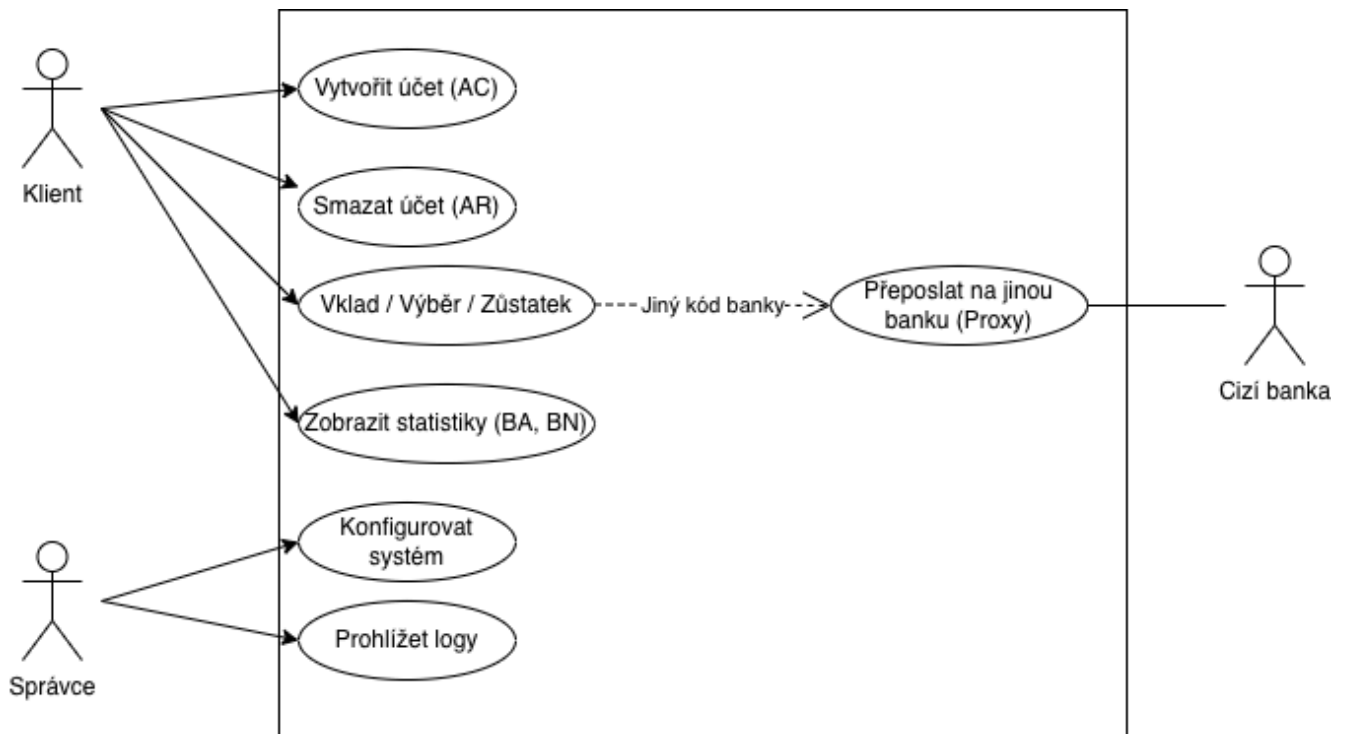 Vytvořit účet (AC)
Klient
Smazat účet (AR)
Vklad / Výběr / Zůstatek
Jiný kód banky
Přeposlat na jinou
banku (Proxy)
Cizí banka
Zobrazit statistiky (BA, BN)
Konfigurovat
systém
Prohlížet logy
Správce